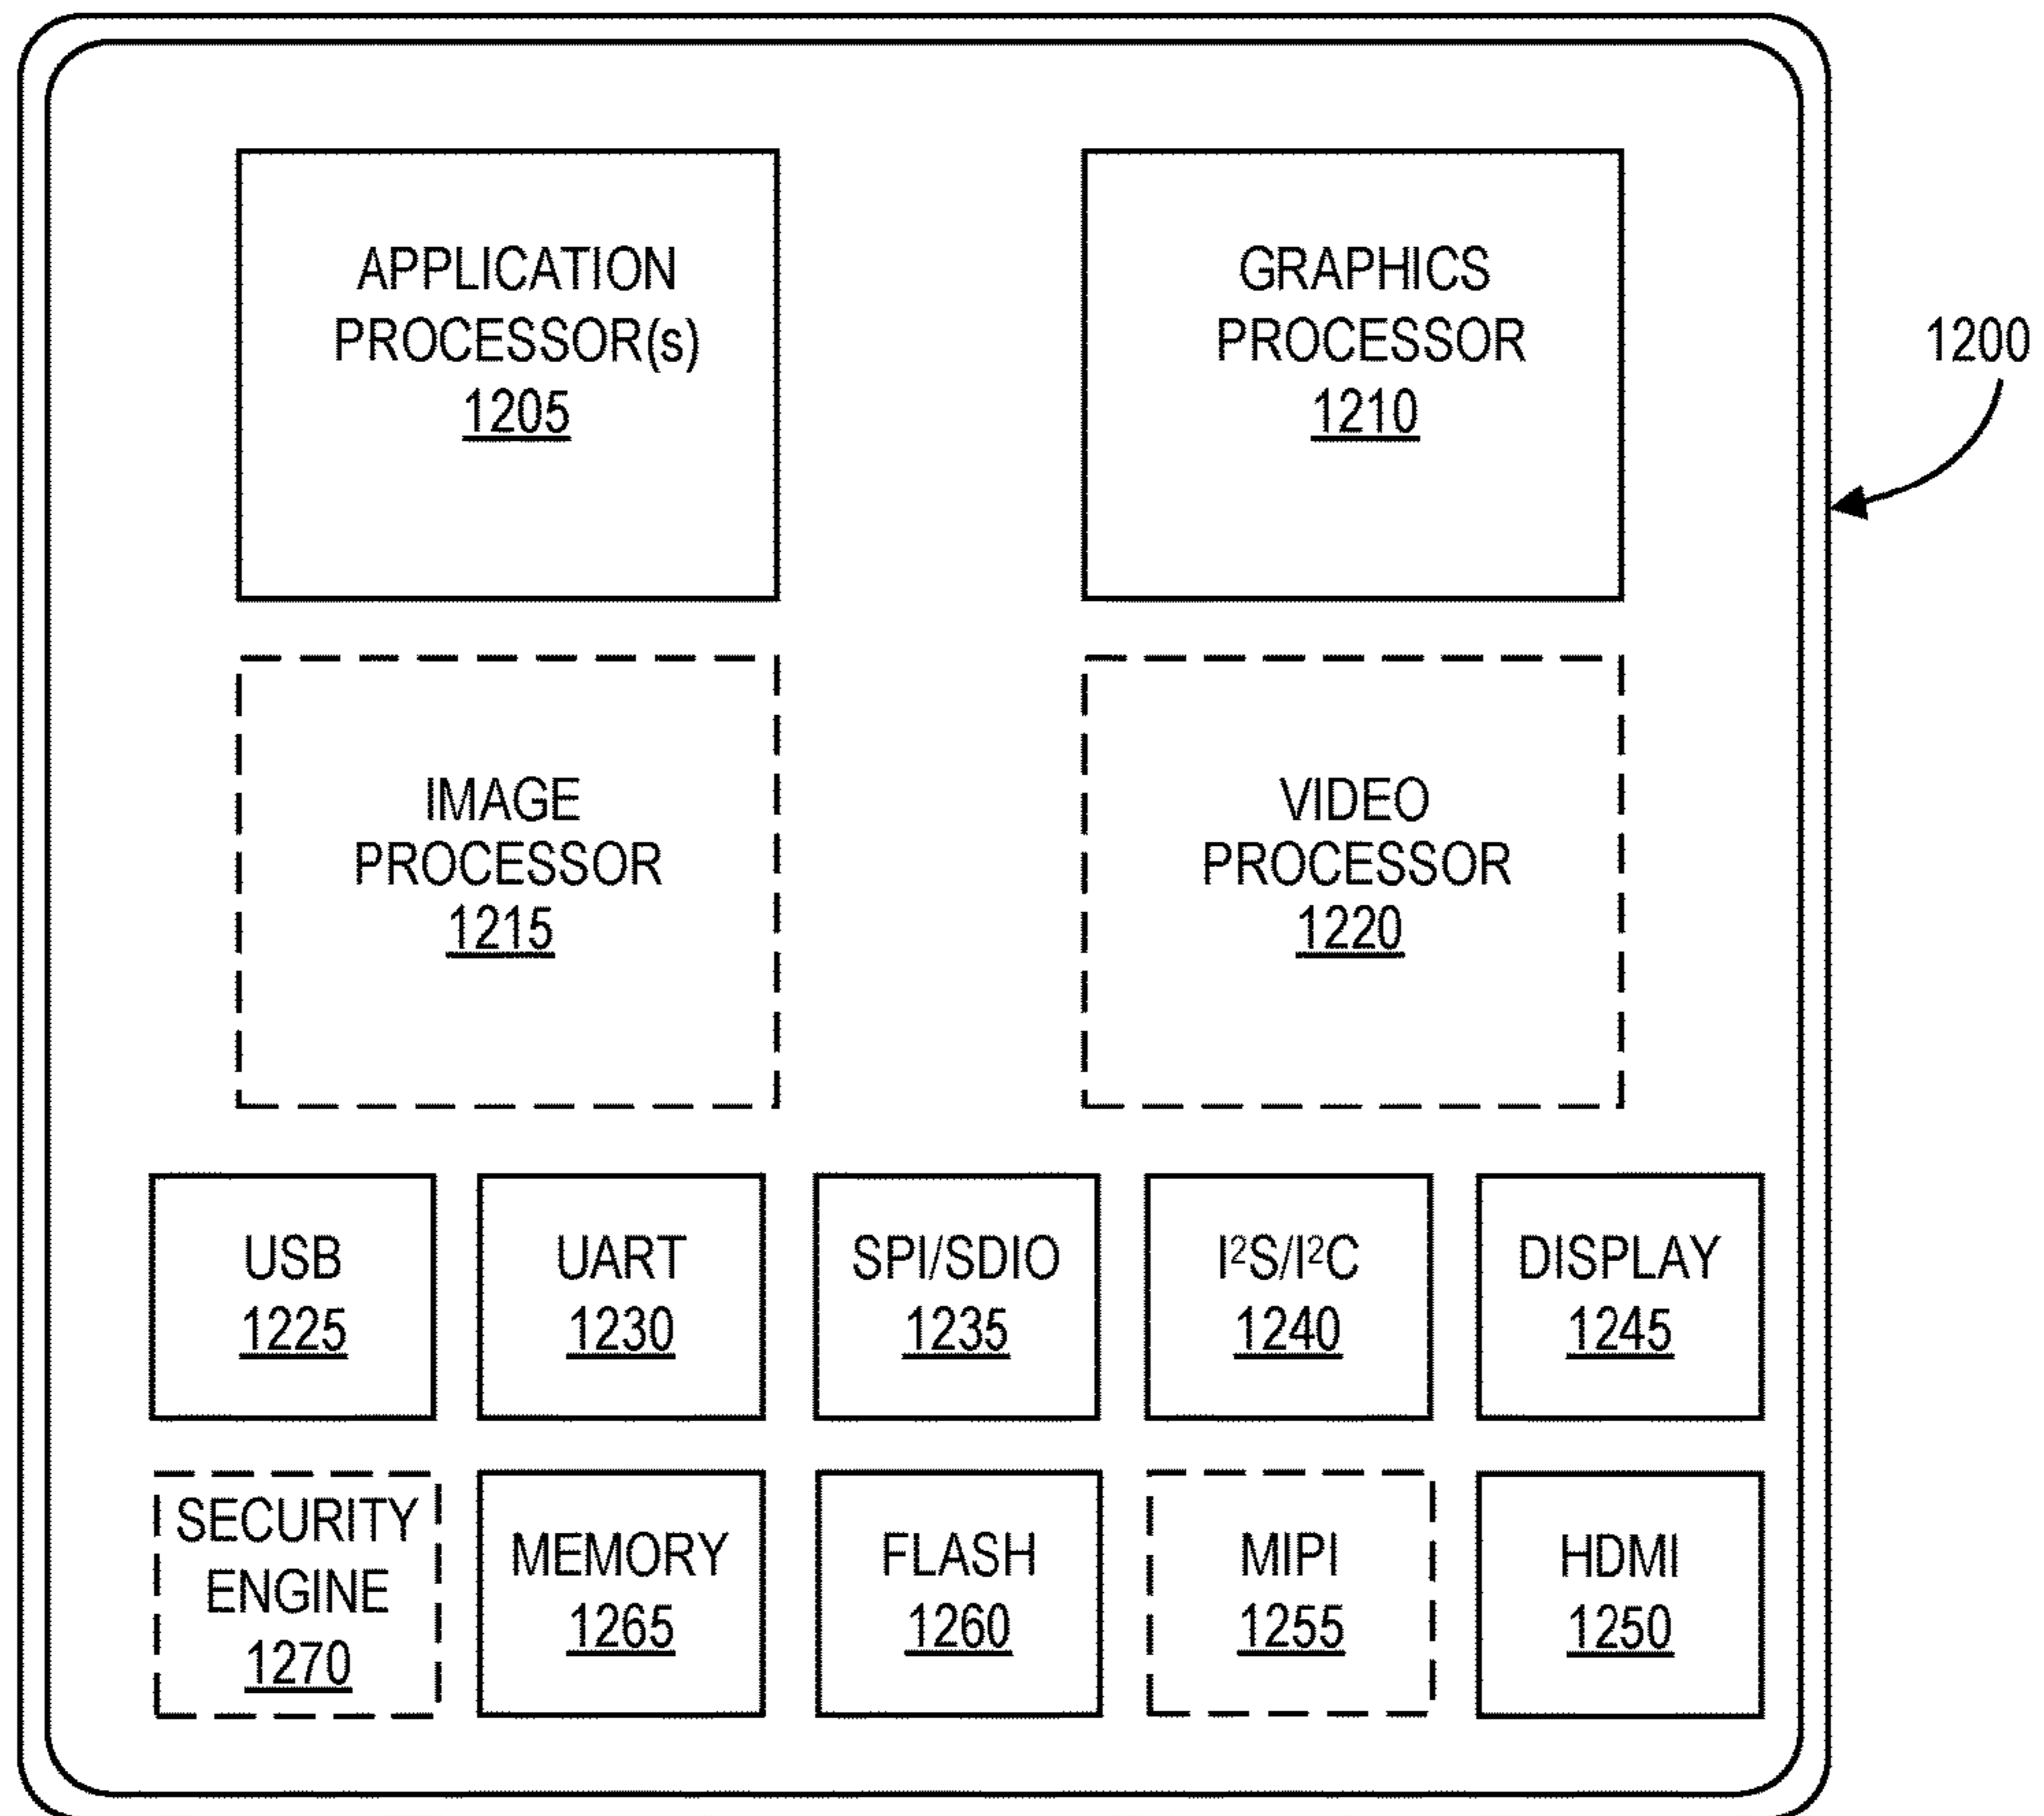 APPLICATION
PROCESSOR(s)
1205
GRAPHICS
PROCESSOR
1210
1200
IMAGE
PROCESSOR
1215
VIDEO
PROCESSOR
1220
USB
1225
UART
1230
SPI/SDIO
1235
I²S/I²C
1240
DISPLAY
1245
SECURITY
ENGINE
1270
MEMORY
1265
FLASH
1260
MIPI
1255
HDMI
1250